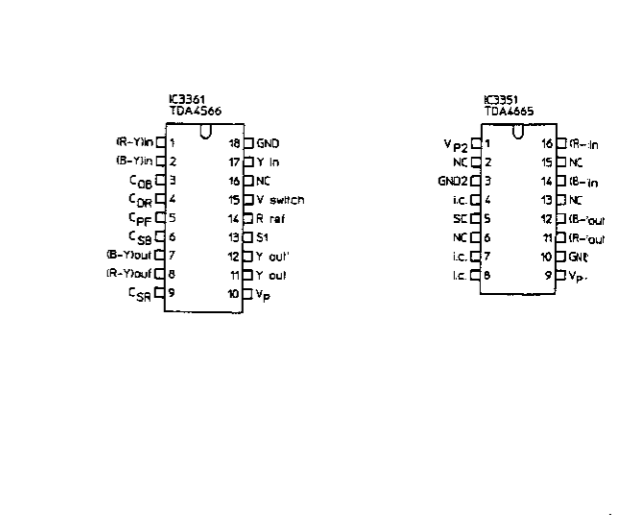 IC3361
TDA4566
(R-Y)in 1
(B-Y)in 2
COB 3
CDR 4
CPF 5
CSB 6
(B-Y)out 7
(R-Y)out 8
CSR 9
18 GND
17 Y in
16 NC
15 V switch
14 R ref
13 S1
12 Y out'
11 Y out
10 Vp
IC3351
TDA4665
VP2 1
NC 2
GND2 3
i.c. 4
SC 5
NC 6
i.c. 7
i.c. 8
16 (R-in
15 NC
14 (B-in
13 NC
12 (B-'out
11 (R-'out
10
9 Vp